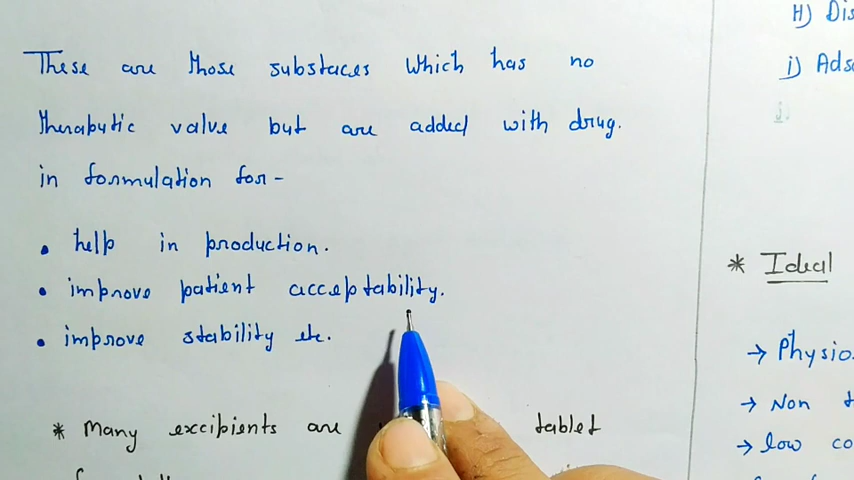 These are those substaces which has no
therabutic valve but are added with drug.
in formulation for-
• help in production.
• improve patient acceptability.
• improve stability etc.
* Many excipients are tablet
H) Dis
i) Ads
j)
* Ideal
→ Physio
→ Non t
→ low co